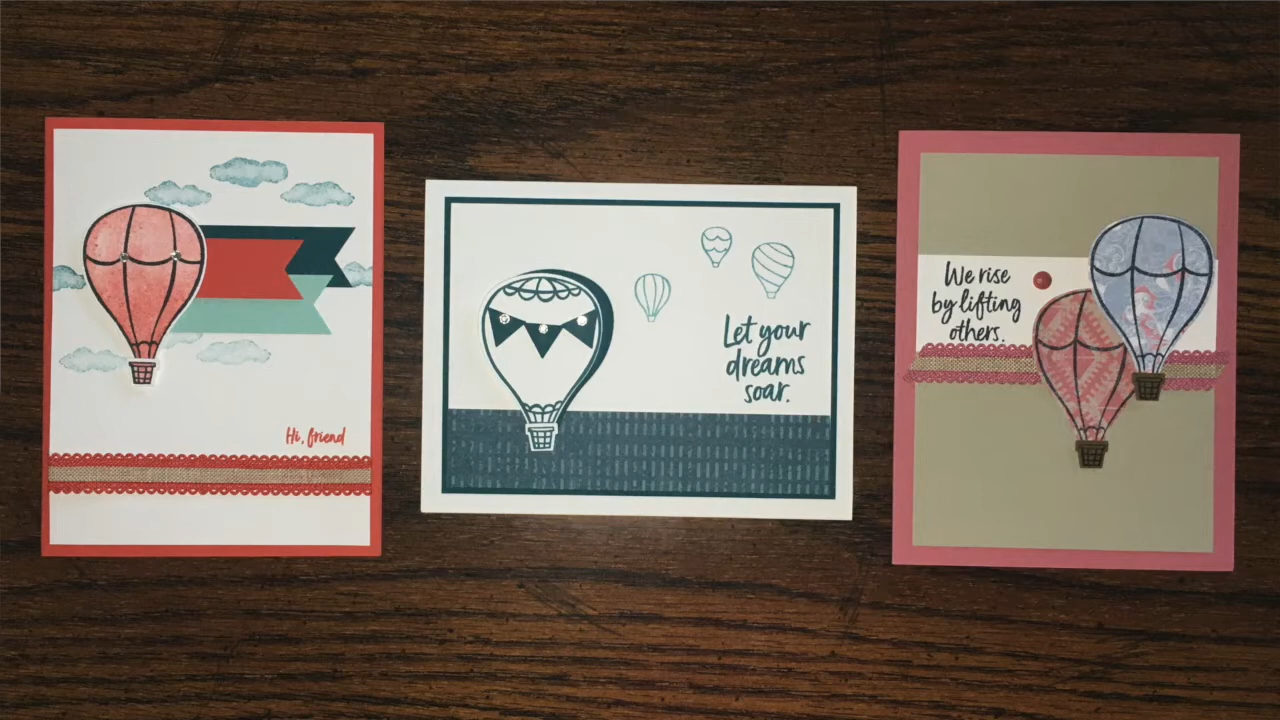 Hi, friend
Let your
dreams
soar.
We rise
by lifting
others.